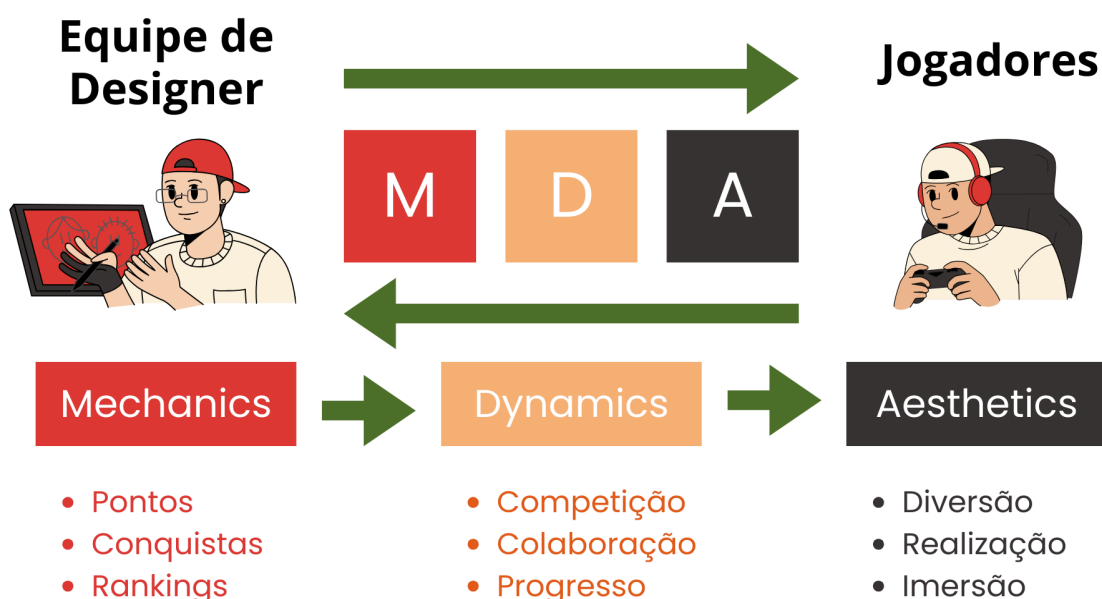 Equipe de
Designer
Jogadores
M
D
A
Mechanics
Dynamics
Aesthetics
• Pontos
• Conquistas
• Rankings
• Competição
• Colaboração
• Progresso
• Diversão
• Realização
• Imersão